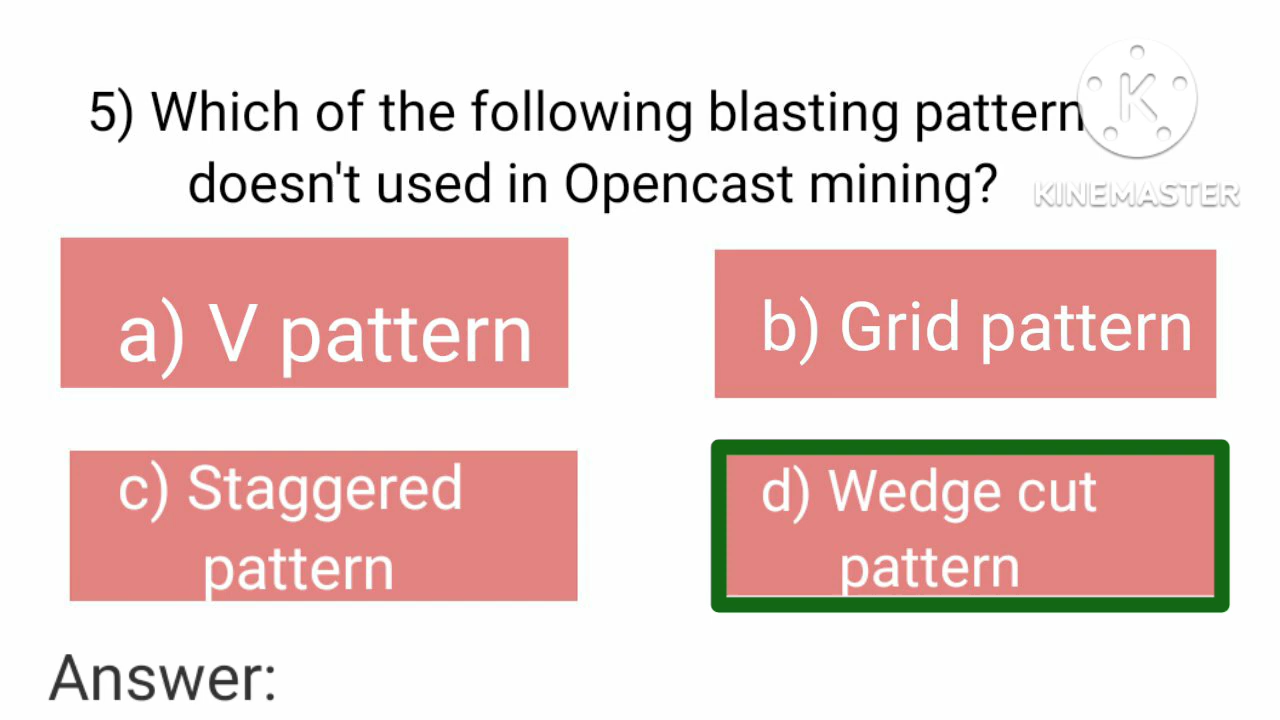 5) Which of the following blasting pattern
doesn't used in Opencast mining?
K
KINEMASTER
a) V pattern
b) Grid pattern
c) Staggered
pattern
d) Wedge cut
pattern
Answer: